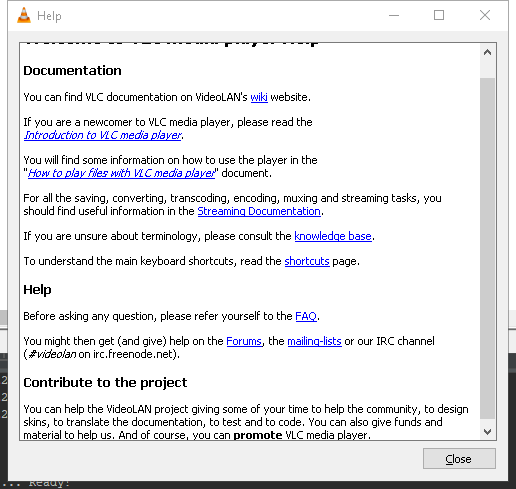 Help
Welcome to VLC media player Help
Documentation
You can find VLC documentation on VideoLAN's wiki website.
If you are a newcomer to VLC media player, please read the
Introduction to VLC media player.
You will find some information on how to use the player in the
"How to play files with VLC media player" document.
For all the saving, converting, transcoding, encoding, muxing and streaming tasks, you
should find useful information in the Streaming Documentation.
If you are unsure about terminology, please consult the knowledge base.
To understand the main keyboard shortcuts, read the shortcuts page.
Help
Before asking any question, please refer yourself to the FAQ.
You might then get (and give) help on the Forums, the mailing-lists or our IRC channel
(#videolan on irc.freenode.net).
Contribute to the project
You can help the VideoLAN project giving some of your time to help the community, to design
skins, to translate the documentation, to test and to code. You can also give funds and
material to help us. And of course, you can promote VLC media player.
Close
2
2
2
... Ready!